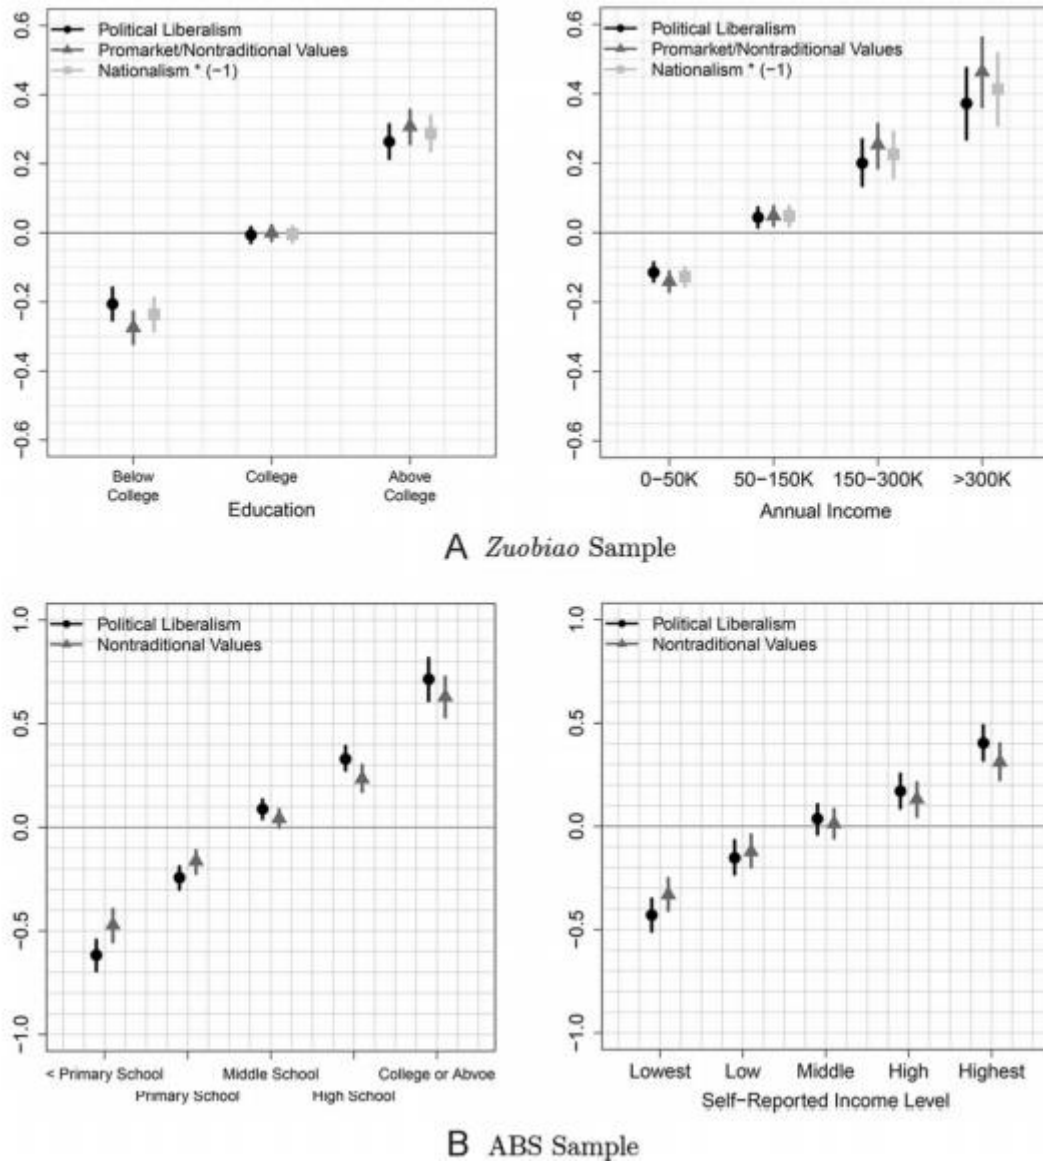 Political Liberalism
Promarket/Nontraditional Values
Nationalism * (−1)
0.6
0.4
0.2
0.0
−0.2
−0.4
−0.6
Below College
College
Above College
Education
Political Liberalism
Promarket/Nontraditional Values
Nationalism * (−1)
0.6
0.4
0.2
0.0
−0.2
−0.4
−0.6
0−50K 50−150K 150−300K >300K
Annual Income
A Zuobiao Sample
Political Liberalism
Nontraditional Values
1.0
0.5
0.0
−0.5
−1.0
< Primary School Middle School College or Abvoe
Primary School High School
Political Liberalism
Nontraditional Values
1.0
0.5
0.0
−0.5
−1.0
Lowest Low Middle High Highest
Self−Reported Income Level
B ABS Sample